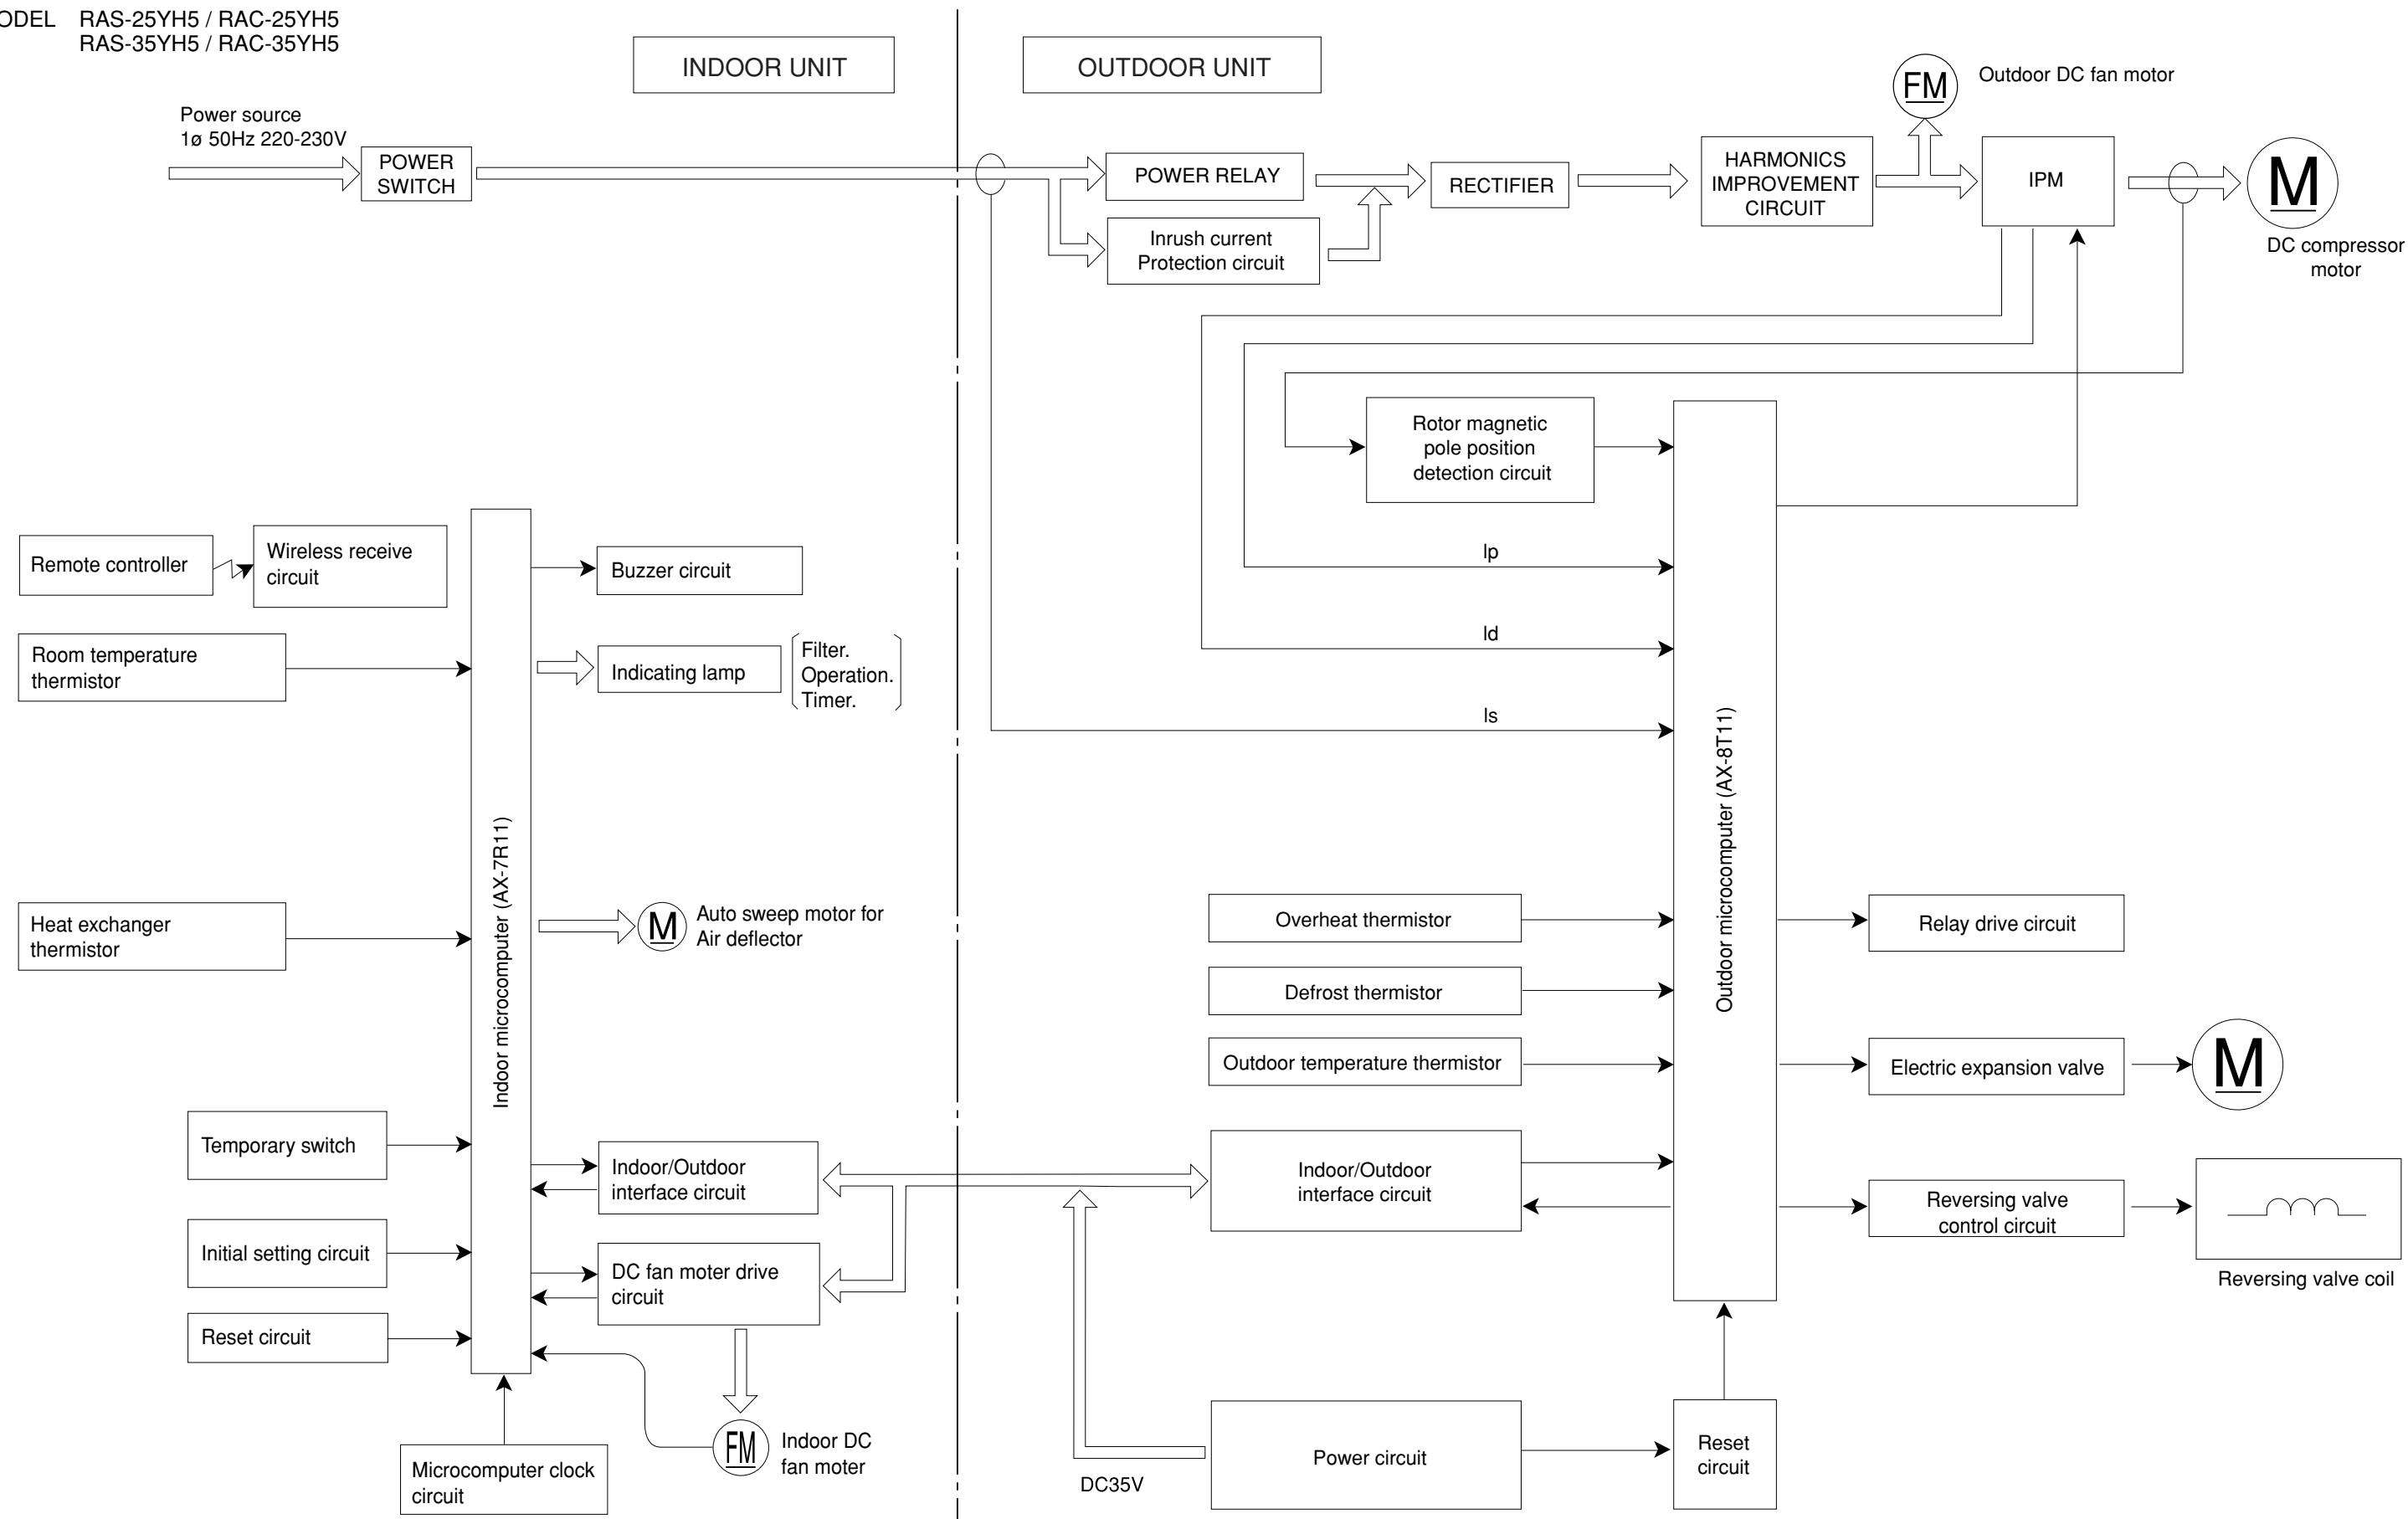 ODEL RAS-25YH5 / RAC-25YH5
RAS-35YH5 / RAC-35YH5
INDOOR UNIT
OUTDOOR UNIT
Power source
1ø 50Hz 220-230V
POWER
SWITCH
POWER RELAY
Inrush current
Protection circuit
RECTIFIER
HARMONICS
IMPROVEMENT
CIRCUIT
FM
Outdoor DC fan motor
IPM
M
DC compressor
motor
Rotor magnetic
pole position
detection circuit
Ip
Id
Is
Remote controller
Wireless receive
circuit
Room temperature
thermistor
Heat exchanger
thermistor
Temporary switch
Initial setting circuit
Reset circuit
Microcomputer clock
circuit
Indoor microcomputer (AX-7R11)
Buzzer circuit
Indicating lamp
Filter.
Operation.
Timer.
M
Auto sweep motor for
Air deflector
Indoor/Outdoor
interface circuit
DC fan moter drive
circuit
FM
Indoor DC
fan moter
Overheat thermistor
Defrost thermistor
Outdoor temperature thermistor
Indoor/Outdoor
interface circuit
Power circuit
DC35V
Reset
circuit
Outdoor microcomputer (AX-8T11)
Relay drive circuit
Electric expansion valve
M
Reversing valve
control circuit
Reversing valve coil